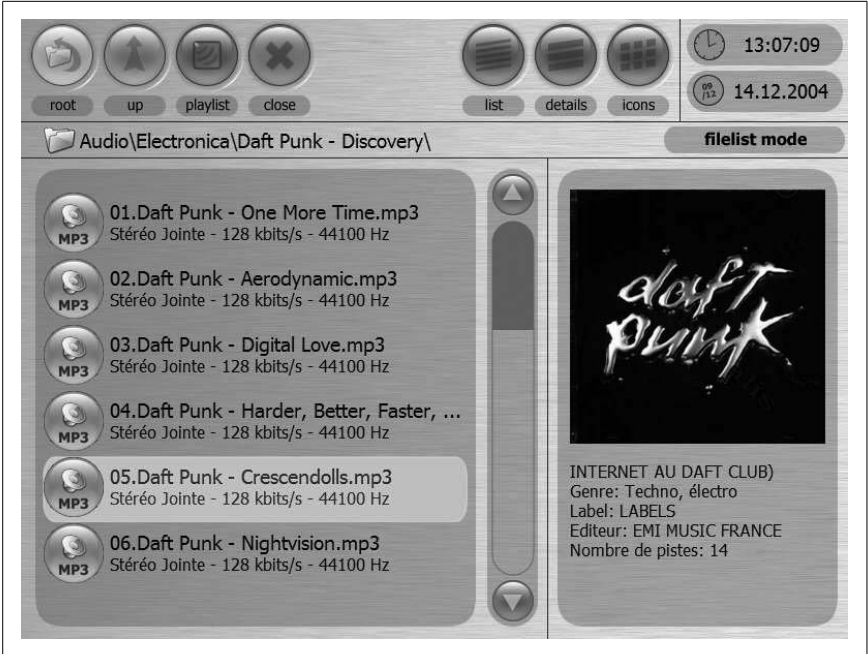 root
up
playlist
close
list
details
icons
13:07:09
09
/12
14.12.2004
Audio\Electronica\Daft Punk - Discovery\
filelist mode
MP3
01.Daft Punk - One More Time.mp3
Stéréo Jointe - 128 kbits/s - 44100 Hz
MP3
02.Daft Punk - Aerodynamic.mp3
Stéréo Jointe - 128 kbits/s - 44100 Hz
MP3
03.Daft Punk - Digital Love.mp3
Stéréo Jointe - 128 kbits/s - 44100 Hz
MP3
04.Daft Punk - Harder, Better, Faster, ...
Stéréo Jointe - 128 kbits/s - 44100 Hz
MP3
05.Daft Punk - Crescendolls.mp3
Stéréo Jointe - 128 kbits/s - 44100 Hz
MP3
06.Daft Punk - Nightvision.mp3
Stéréo Jointe - 128 kbits/s - 44100 Hz
daft
punk
INTERNET AU DAFT CLUB)
Genre: Techno, électro
Label: LABELS
Editeur: EMI MUSIC FRANCE
Nombre de pistes: 14